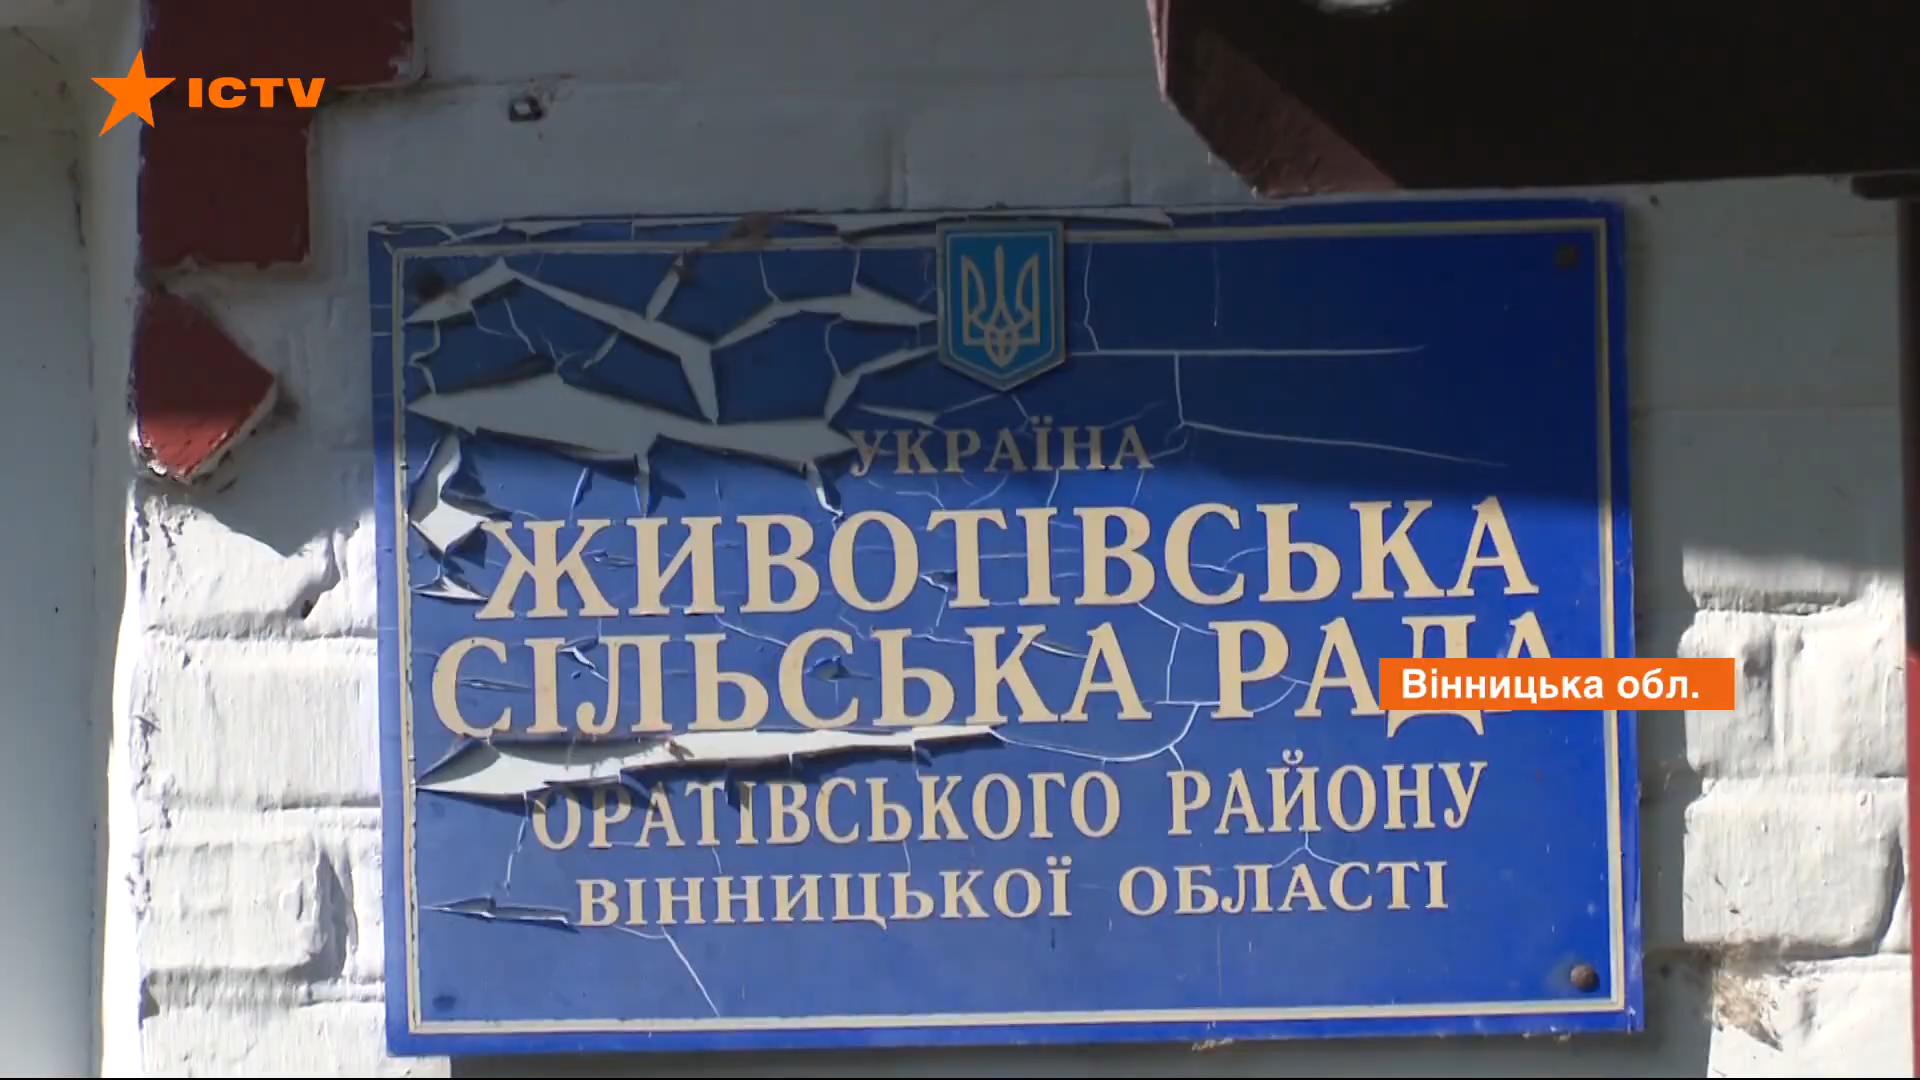 ICTV
УКРАЇНА
ЖИВОТІВСЬКА
СІЛЬСЬКА РАДА
Вінницька обл.
ОРАТІВСЬКОГО РАЙОНУ
ВІННИЦЬКОЇ ОБЛАСТІ